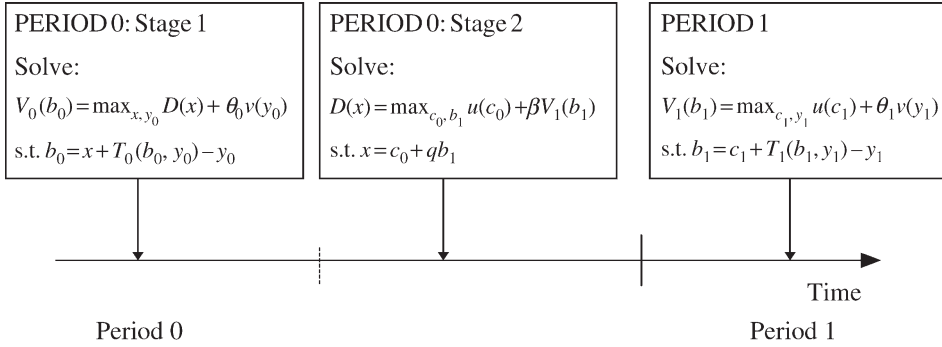 PERIOD 0: Stage 1
Solve:
V₀(b₀)=max_{x, y₀} D(x)+θ₀v(y₀)
s.t. b₀=x+T₀(b₀, y₀)−y₀
PERIOD 0: Stage 2
Solve:
D(x)=max_{c₀, b₁} u(c₀)+βV₁(b₁)
s.t. x=c₀+qb₁
PERIOD 1
Solve:
V₁(b₁)=max_{c₁, y₁} u(c₁)+θ₁v(y₁)
s.t. b₁=c₁+T₁(b₁, y₁)−y₁
Time
Period 0
Period 1